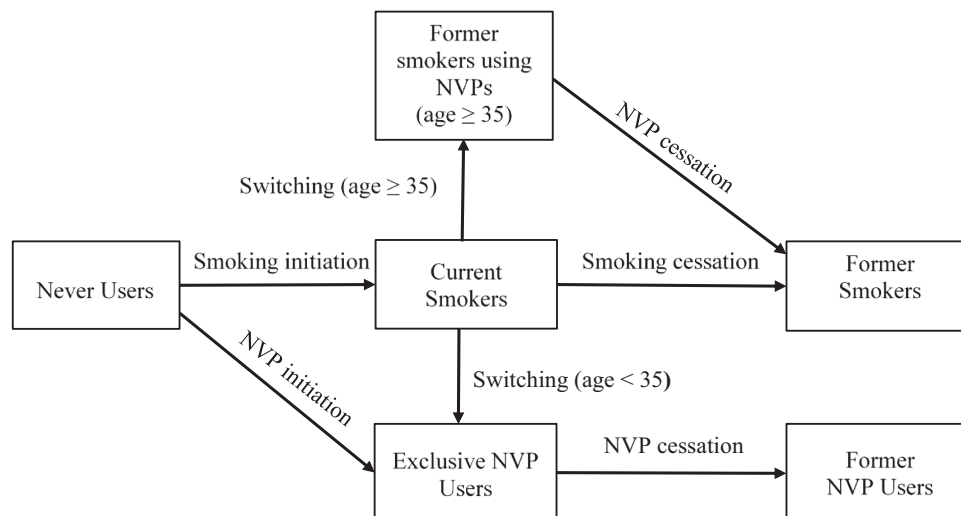 Former
smokers using
NVPs
(age ≥ 35)
NVP cessation
Switching (age ≥ 35)
Never Users
Smoking initiation
Current
Smokers
Smoking cessation
Former
Smokers
NVP initiation
Switching (age < 35)
Exclusive NVP
Users
NVP cessation
Former
NVP Users